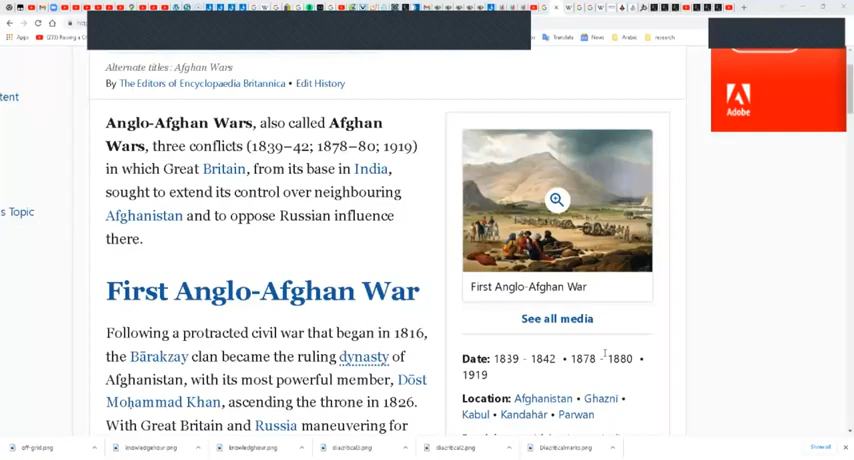 Apps
(273) Raising a C
Translate
News
Arabic
research
Alternate titles: Afghan Wars
By The Editors of Encyclopaedia Britannica • Edit History
tent
s Topic
Adobe
Anglo-Afghan Wars, also called Afghan
Wars, three conflicts (1839–42; 1878–80; 1919)
in which Great Britain, from its base in India,
sought to extend its control over neighbouring
Afghanistan and to oppose Russian influence
there.
First Anglo-Afghan War
Following a protracted civil war that began in 1816,
the Bārakzay clan became the ruling dynasty of
Afghanistan, with its most powerful member, Dōst
Moḥammad Khan, ascending the throne in 1826.
With Great Britain and Russia maneuvering for
First Anglo-Afghan War
See all media
Date: 1839 - 1842 • 1878 - 1880 •
1919
Location: Afghanistan • Ghazni •
Kabul • Kandahār • Parwan
off-grid.png
knowledgehour.png
knowledghour.png
diacritical3.png
diacritical2.png
Diacriticalmarks.png
Show all